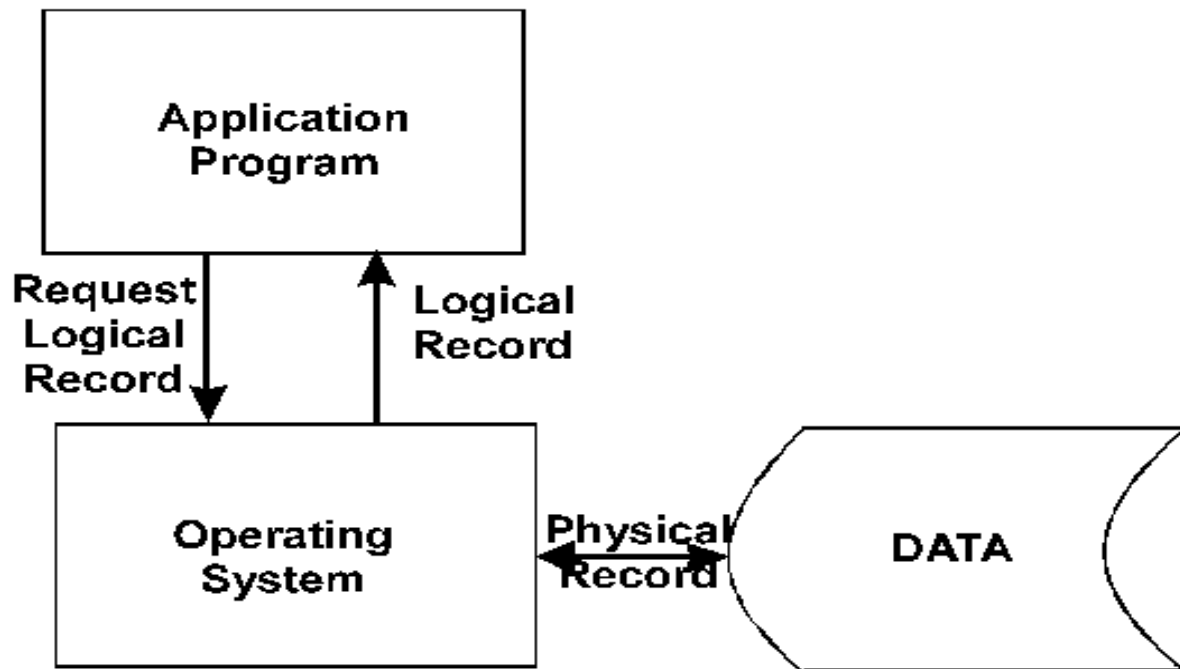 Application
Program
Request
Logical
Record
Logical
Record
Operating
System
Physical
Record
DATA